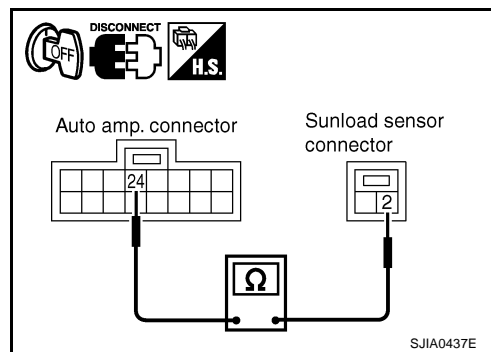 OFF
DISCONNECT
H.S.
Auto amp. connector
Sunload sensor
connector
24
2
Ω
SJIA0437E